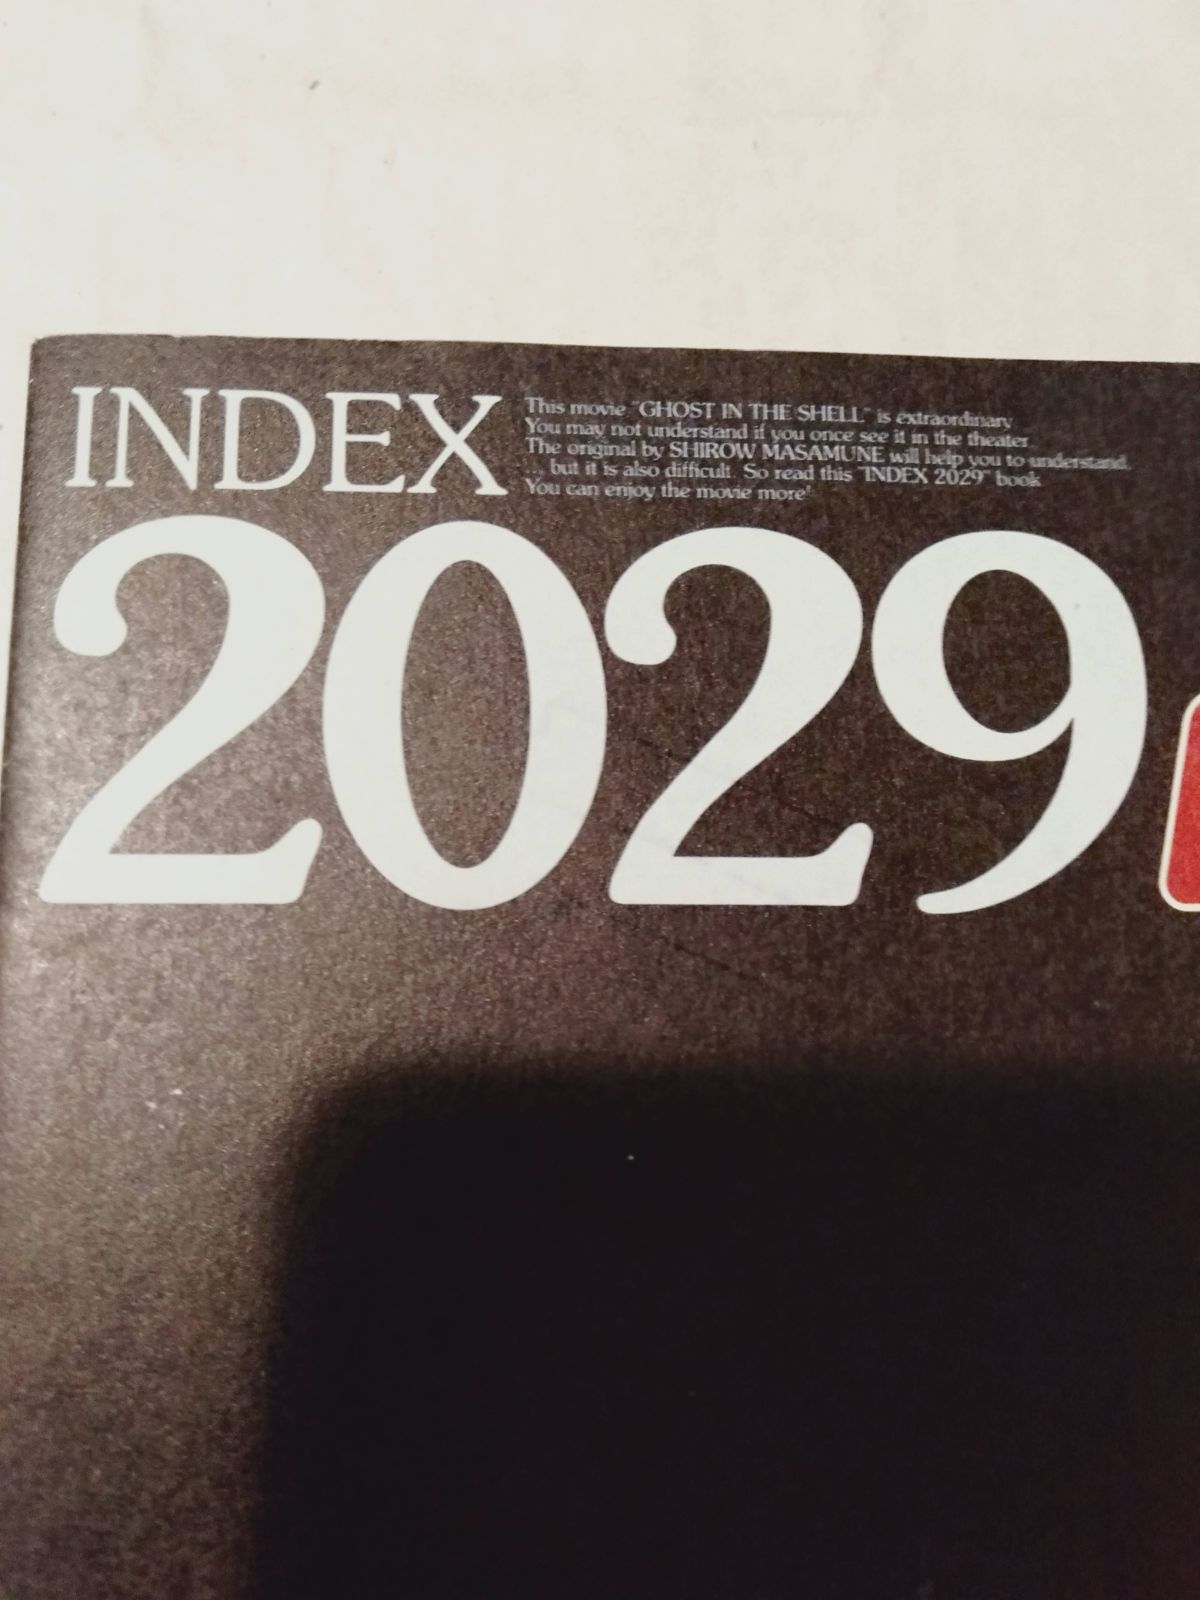 INDEX
This movie "GHOST IN THE SHELL" is extraordinary
You may not understand if you once see it in the theater
The original by SHIROW MASAMUNE will help you to understand.
... but it is also difficult. So read this "INDEX 2029" book
You can enjoy the movie more!
2029